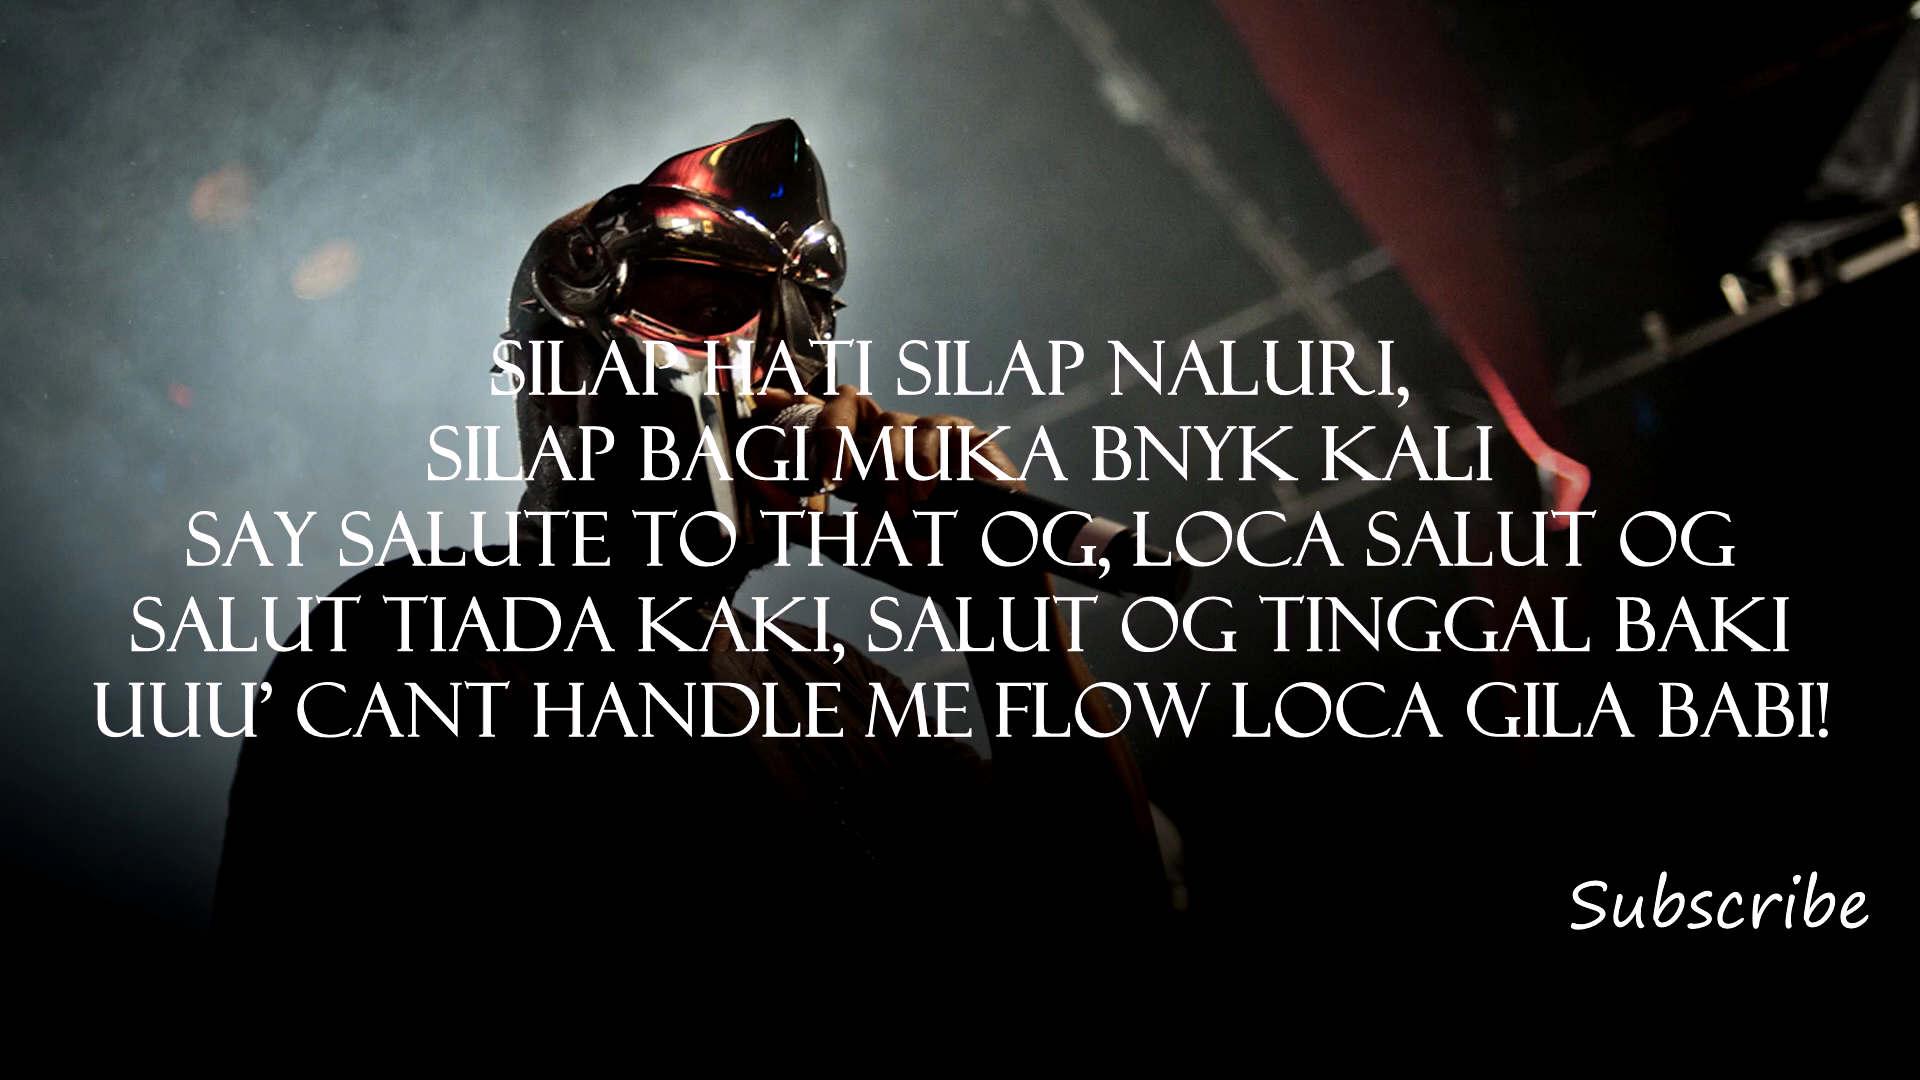 SILAP HATI SILAP NALURI,
SILAP BAGI MUKA BNYK KALI
SAY SALUTE TO THAT OG, LOCA SALUT OG
SALUT TIADA KAKI, SALUT OG TINGGAL BAKI
UUU' CANT HANDLE ME FLOW LOCA GILA BABI!
Subscribe